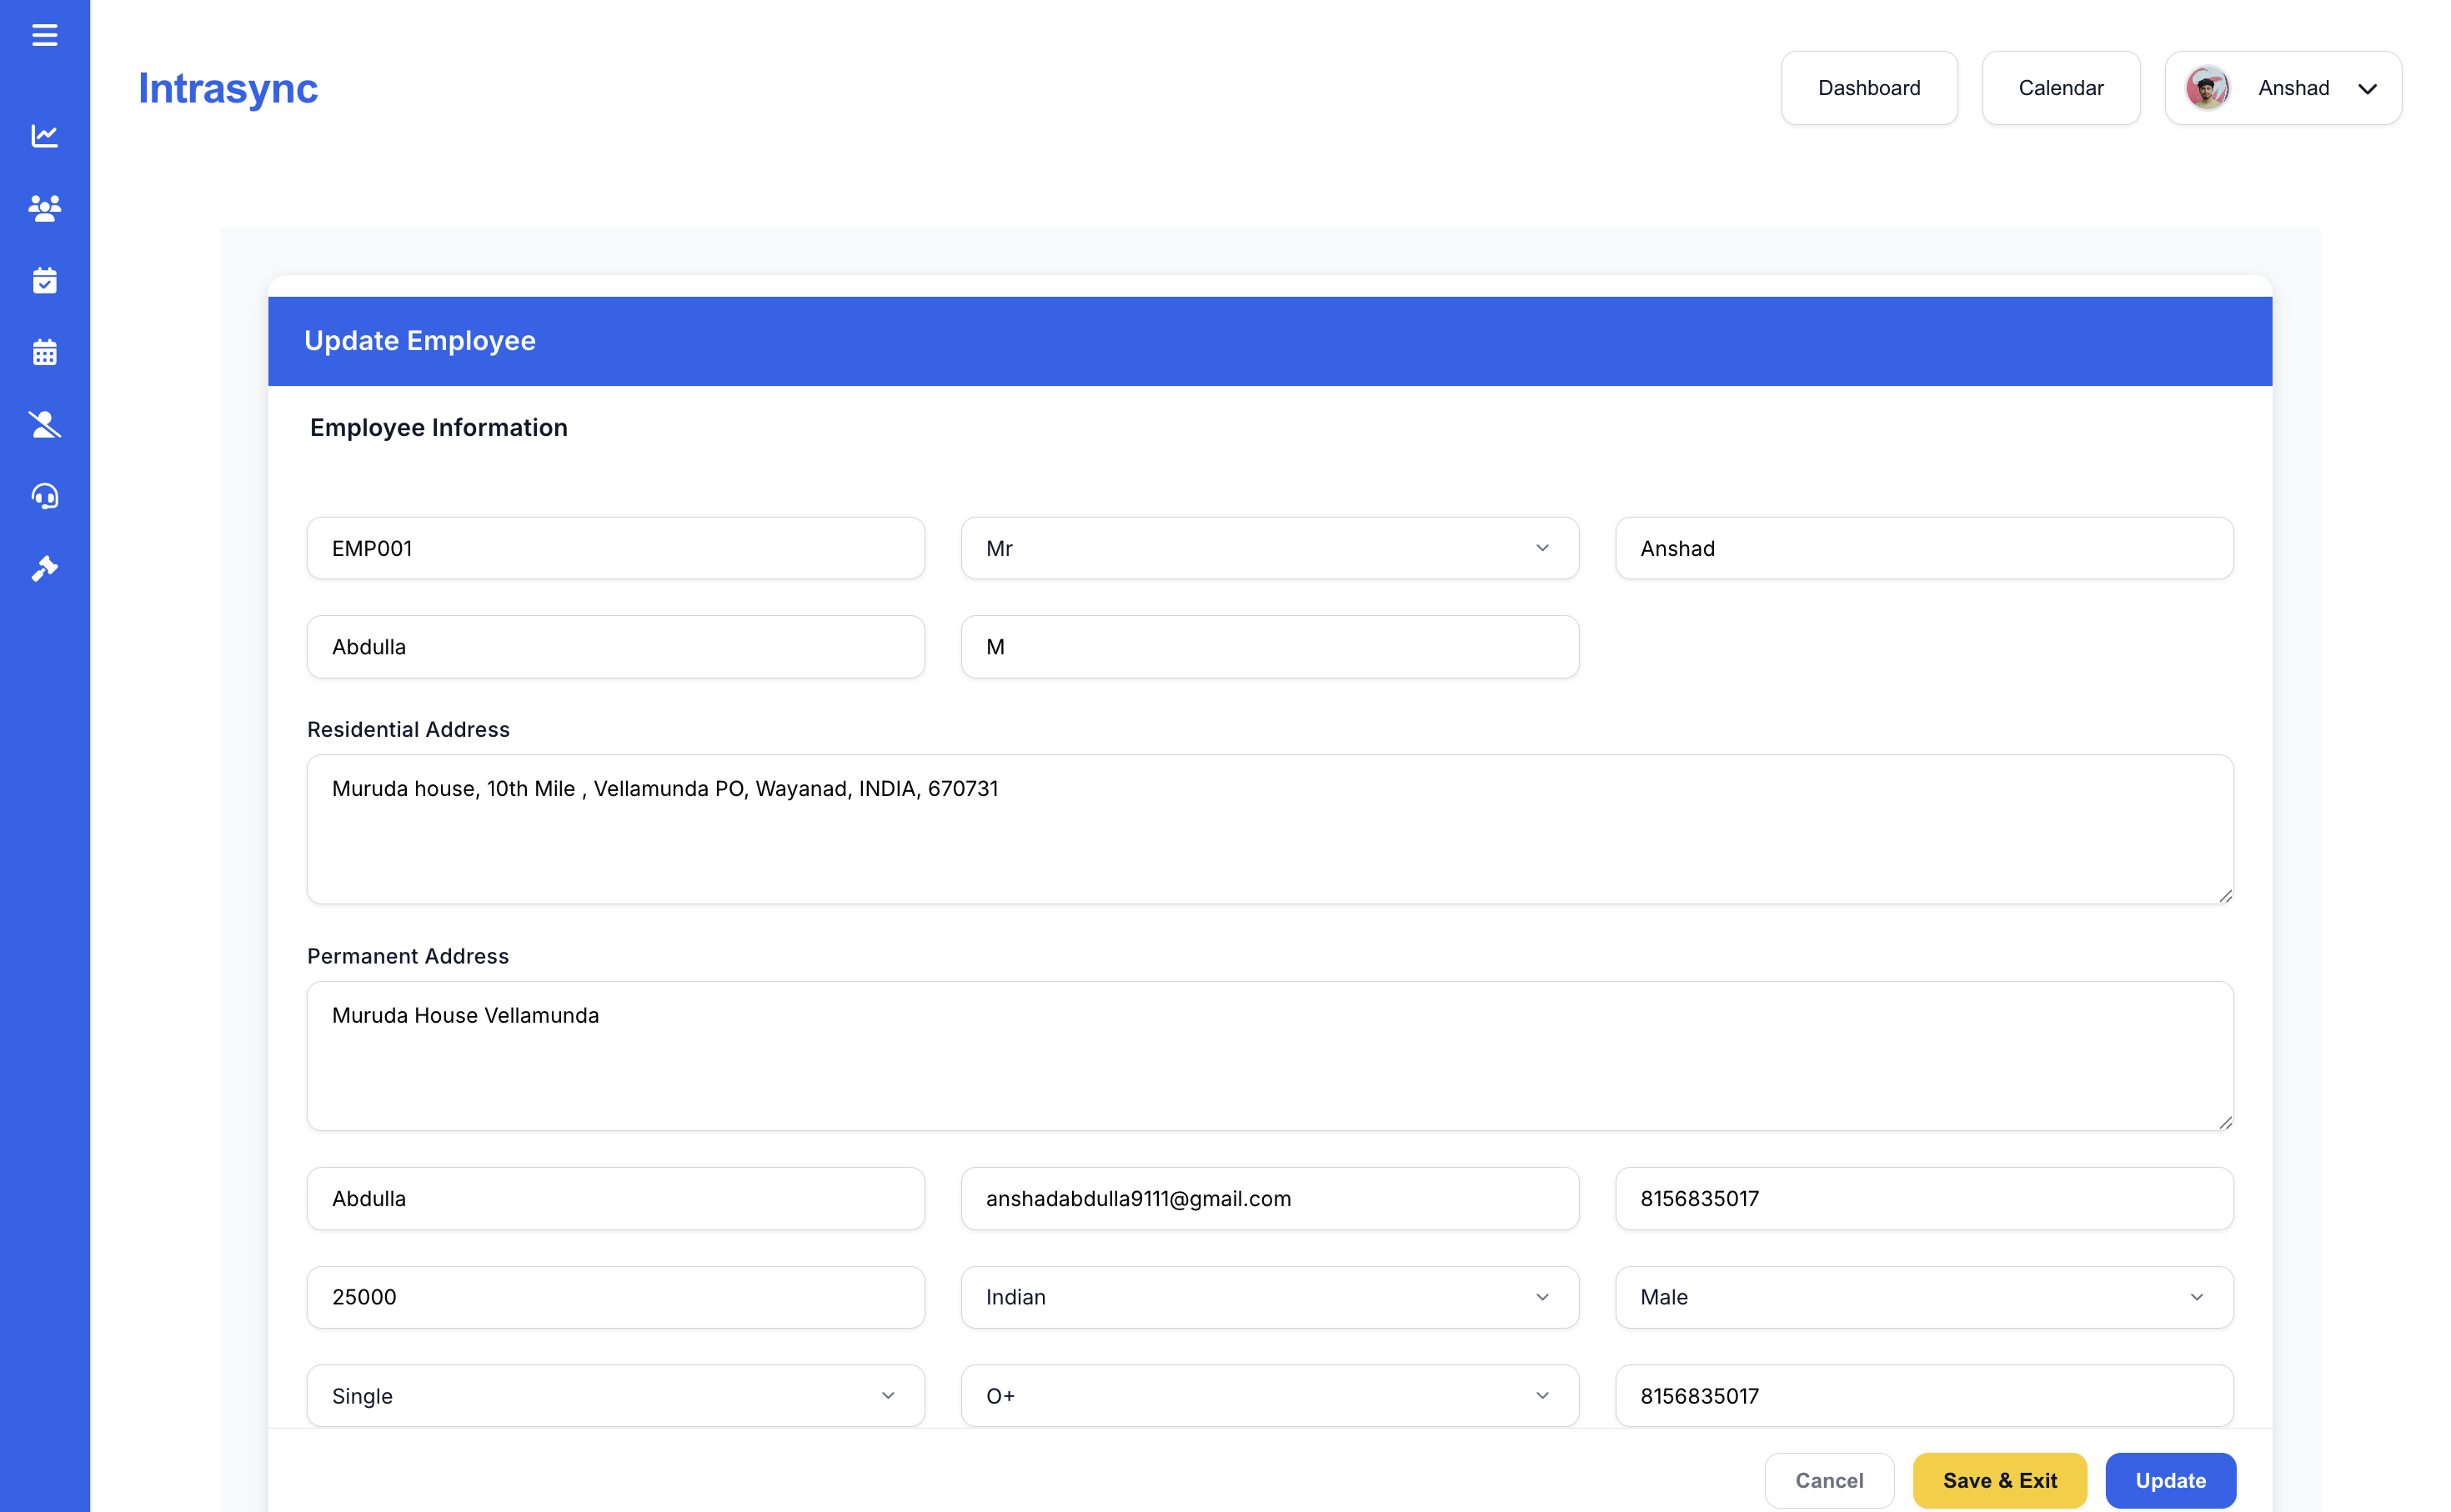 Intrasync
Dashboard
Calendar
Anshad
Update Employee
Employee Information
EMP001
Mr
Anshad
Abdulla
M
Residential Address
Muruda house, 10th Mile , Vellamunda PO, Wayanad, INDIA, 670731
Permanent Address
Muruda House Vellamunda
Abdulla
anshadabdulla9111@gmail.com
8156835017
25000
Indian
Male
Single
O+
8156835017
Cancel
Save & Exit
Update